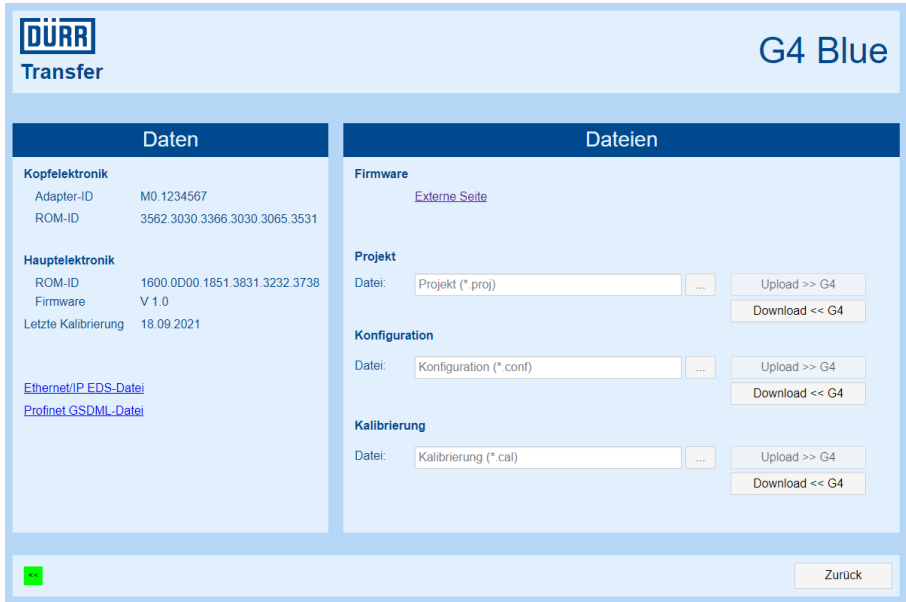 DÜRR
Transfer
G4 Blue
Daten
Kopfelektronik
Adapter-ID M0.1234567
ROM-ID 3562.3030.3366.3030.3065.3531
Hauptelektronik
ROM-ID 1600.0D00.1851.3831.3232.3738
Firmware V 1.0
Letzte Kalibrierung 18.09.2021
Ethernet/IP EDS-Datei
Profinet GSDML-Datei
Dateien
Firmware
Externe Seite
Projekt
Datei: Projekt (*.proj) ... Upload >> G4
Download << G4
Konfiguration
Datei: Konfiguration (*.conf) ... Upload >> G4
Download << G4
Kalibrierung
Datei: Kalibrierung (*.cal) ... Upload >> G4
Download << G4
<< Zurück